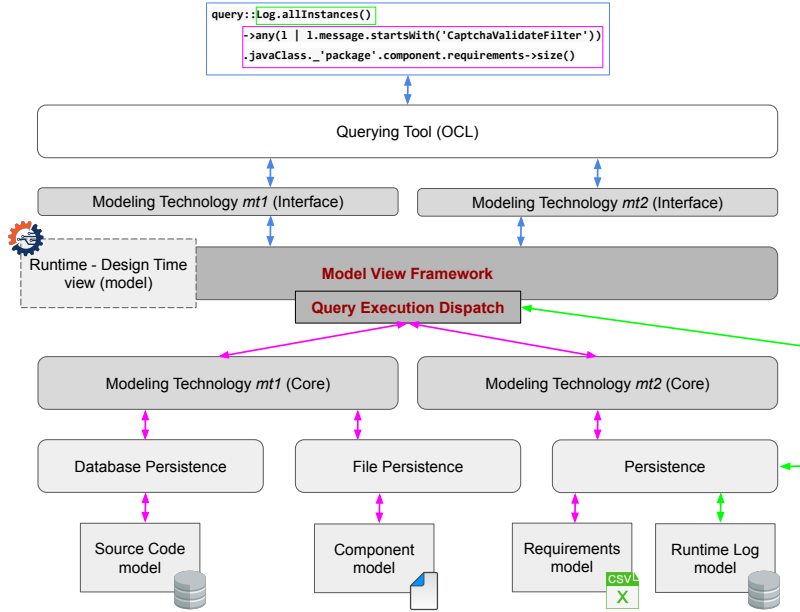 query::Log.allInstances()
->any(l | l.message.startsWith('CaptchaValidateFilter'))
.javaClass._'package'.component.requirements->size()
Querying Tool (OCL)
Modeling Technology mt1 (Interface)
Modeling Technology mt2 (Interface)
Runtime - Design Time
view (model)
Model View Framework
Query Execution Dispatch
Modeling Technology mt1 (Core)
Modeling Technology mt2 (Core)
Database Persistence
File Persistence
Persistence
Source Code
model
Component
model
Requirements
model
CSV
X
Runtime Log
model